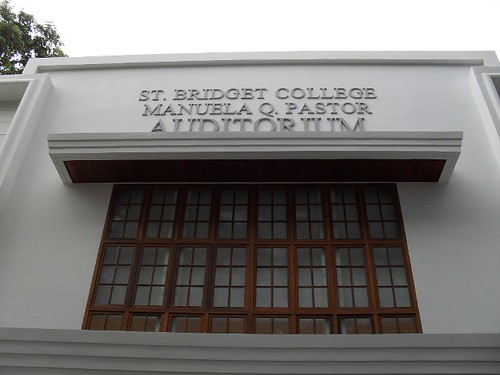 ST. BRIDGET COLLEGE
MANUELA Q. PASTOR
AUDITORIUM